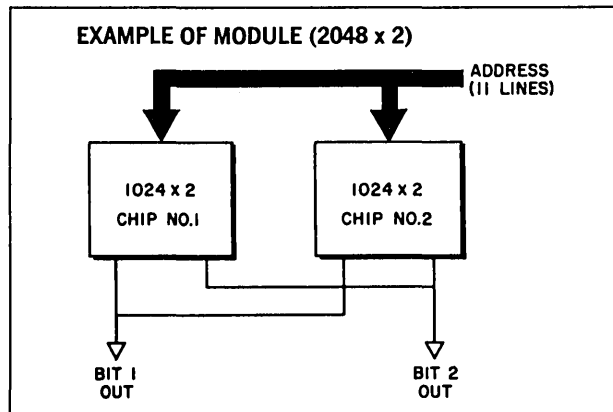 EXAMPLE OF MODULE (2048 x 2)
ADDRESS
(11 LINES)
1024 x 2
CHIP NO.1
1024 x 2
CHIP NO.2
BIT 1
OUT
BIT 2
OUT